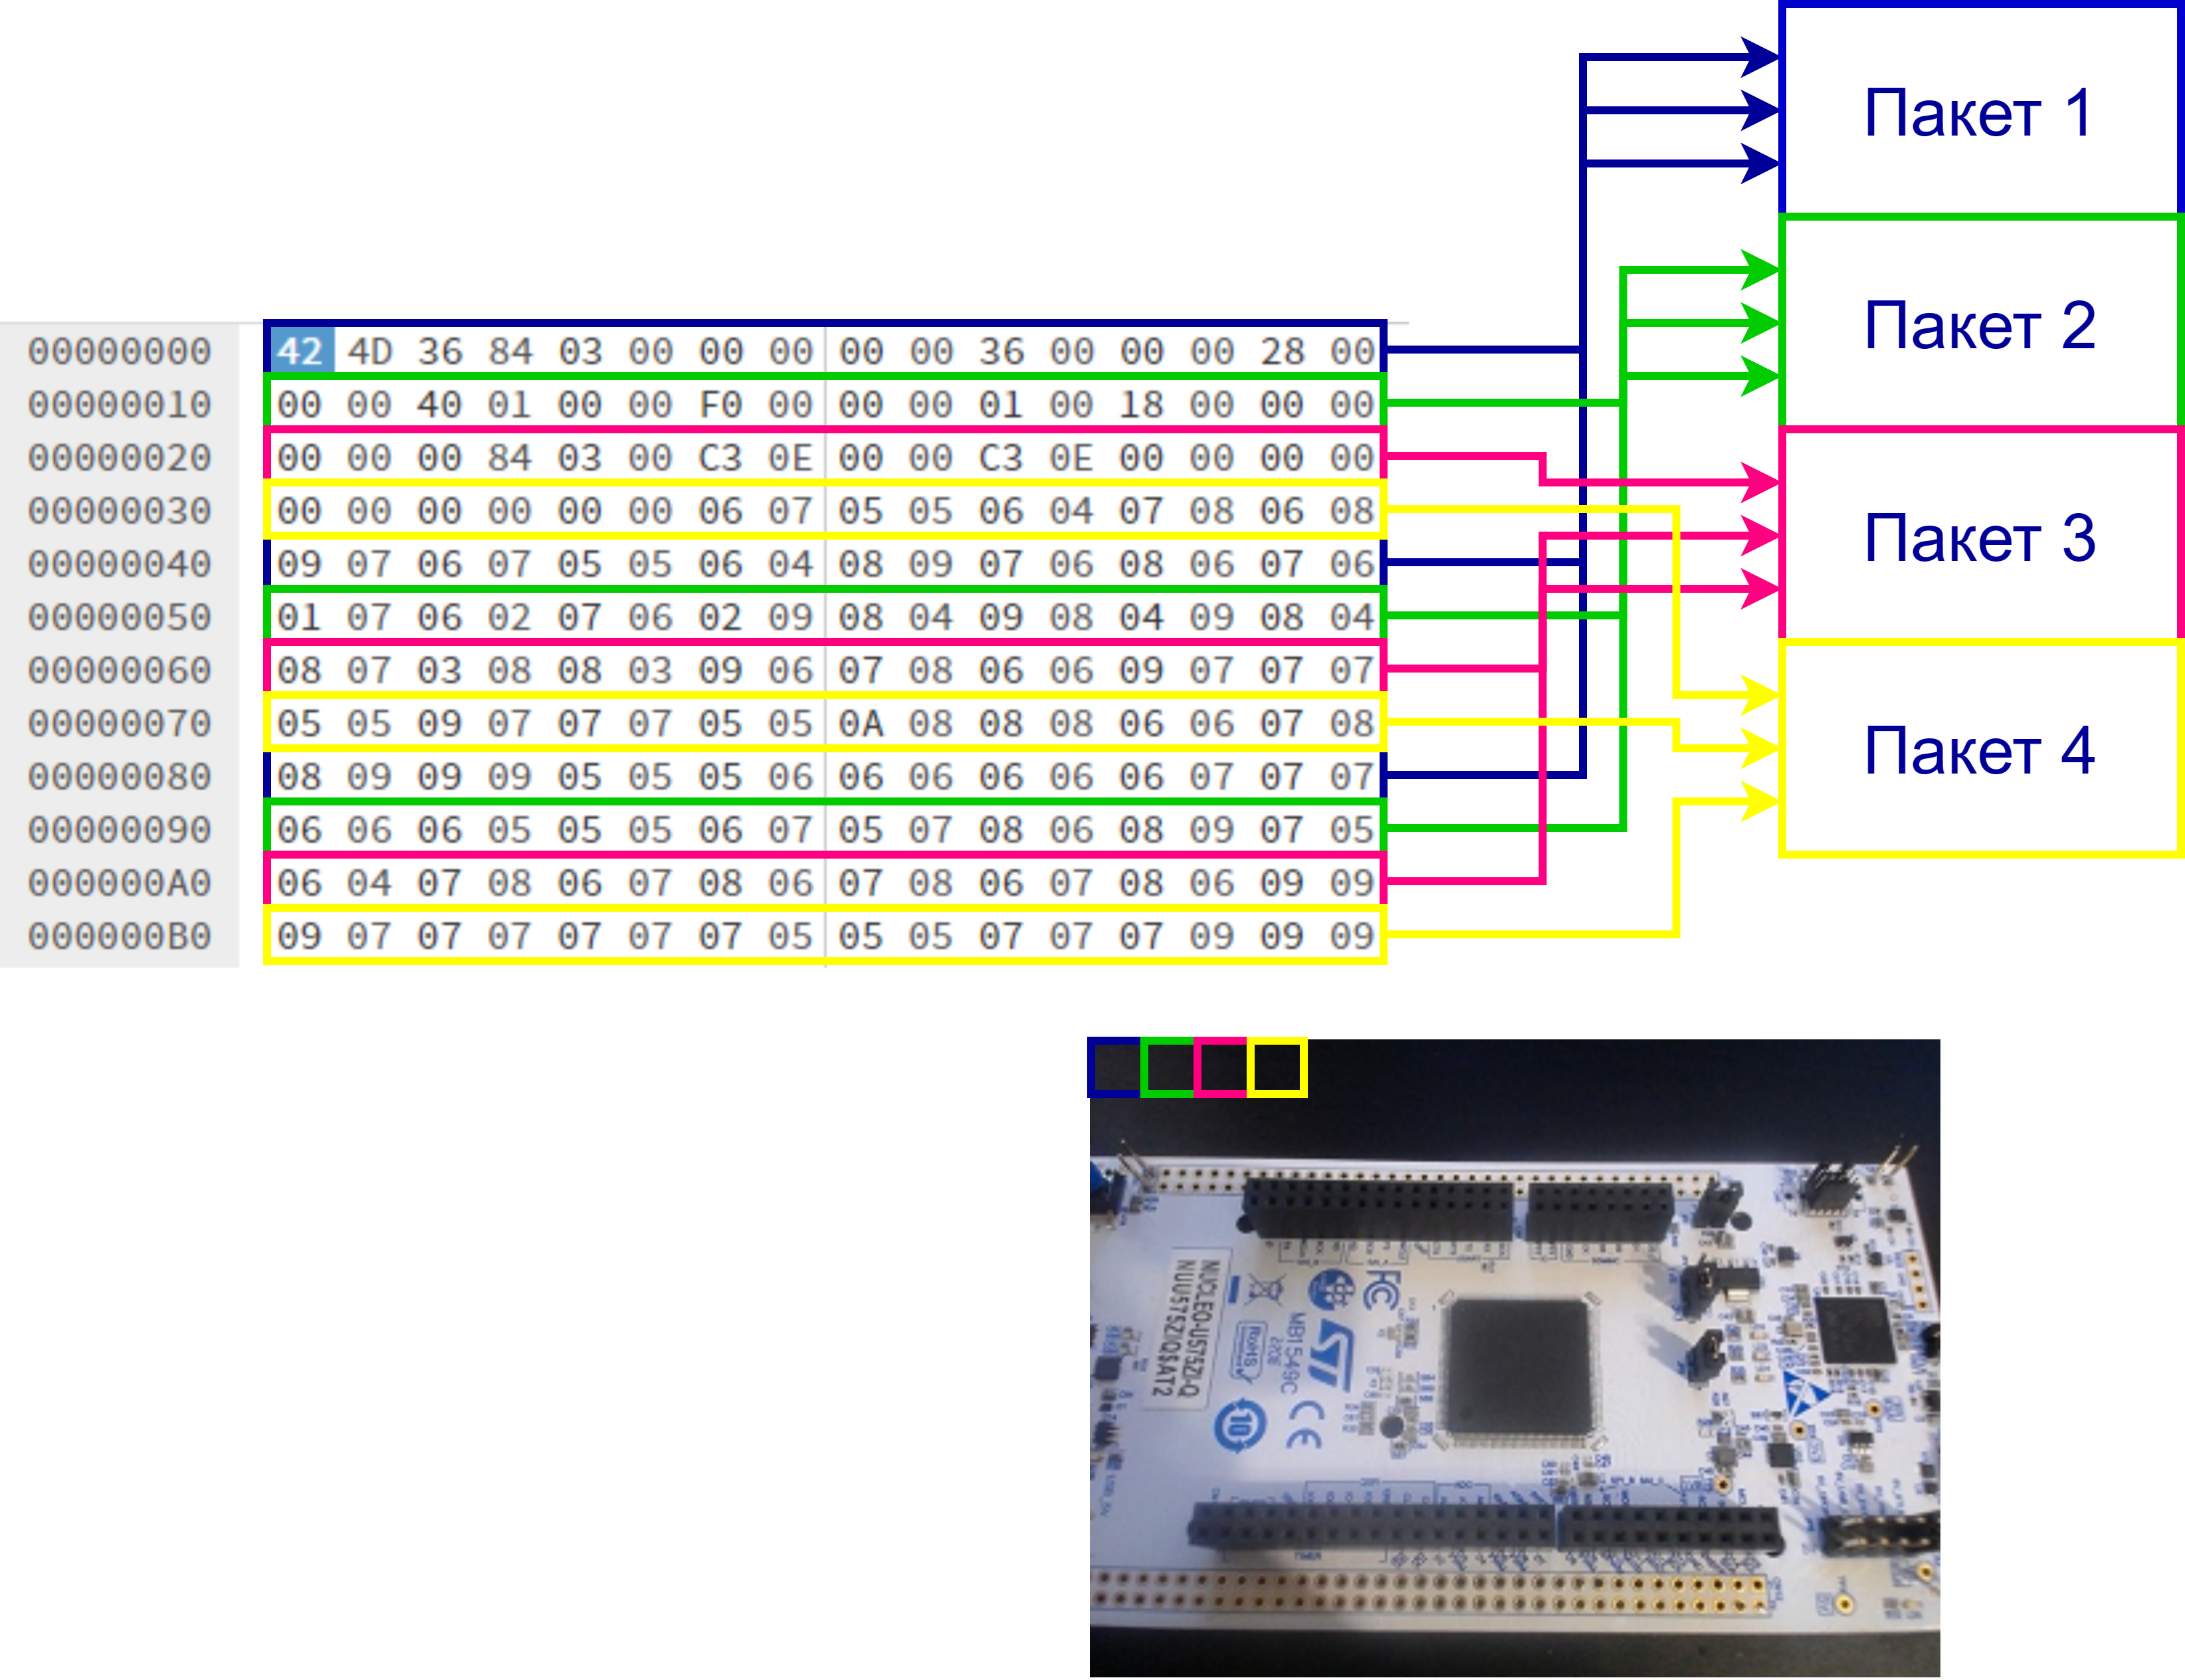 Пакет 1
Пакет 2
00000000 42 4D 36 84 03 00 00 00 00 00 36 00 00 00 28 00
00000010 00 00 40 01 00 00 F0 00 00 00 01 00 18 00 00 00
00000020 00 00 00 84 03 00 C3 0E 00 00 C3 0E 00 00 00 00
00000030 00 00 00 00 00 00 06 07 05 05 06 04 07 08 06 08
Пакет 3
00000040 09 07 06 07 05 05 06 04 08 09 07 06 08 06 07 06
00000050 01 07 06 02 07 06 02 09 08 04 09 08 04 09 08 04
00000060 08 07 03 08 08 03 09 06 07 08 06 06 09 07 07 07
00000070 05 05 09 07 07 07 05 05 0A 08 08 08 06 06 07 08
Пакет 4
00000080 08 09 09 09 05 05 05 06 06 06 06 06 06 07 07 07
00000090 06 06 06 05 05 05 06 07 05 07 08 06 08 09 07 05
000000A0 06 04 07 08 06 07 08 06 07 08 06 07 08 06 09 09
000000B0 09 07 07 07 07 07 07 05 05 05 07 07 07 09 09 09
NUCLEO-U575ZI-Q
NUU575ZIQ$AT2
FC
RoHS
MB1549C
ST
CE
10